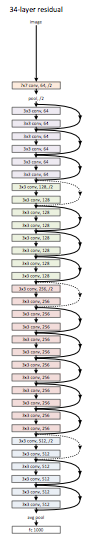 34-layer residual
image
7x7 conv, 64, /2
pool, /2
3x3 conv, 64
3x3 conv, 64
3x3 conv, 64
3x3 conv, 64
3x3 conv, 64
3x3 conv, 64
3x3 conv, 128, /2
3x3 conv, 128
3x3 conv, 128
3x3 conv, 128
3x3 conv, 128
3x3 conv, 128
3x3 conv, 128
3x3 conv, 128
3x3 conv, 256, /2
3x3 conv, 256
3x3 conv, 256
3x3 conv, 256
3x3 conv, 256
3x3 conv, 256
3x3 conv, 256
3x3 conv, 256
3x3 conv, 256
3x3 conv, 256
3x3 conv, 256
3x3 conv, 256
3x3 conv, 512, /2
3x3 conv, 512
3x3 conv, 512
3x3 conv, 512
3x3 conv, 512
3x3 conv, 512
avg pool
fc 1000